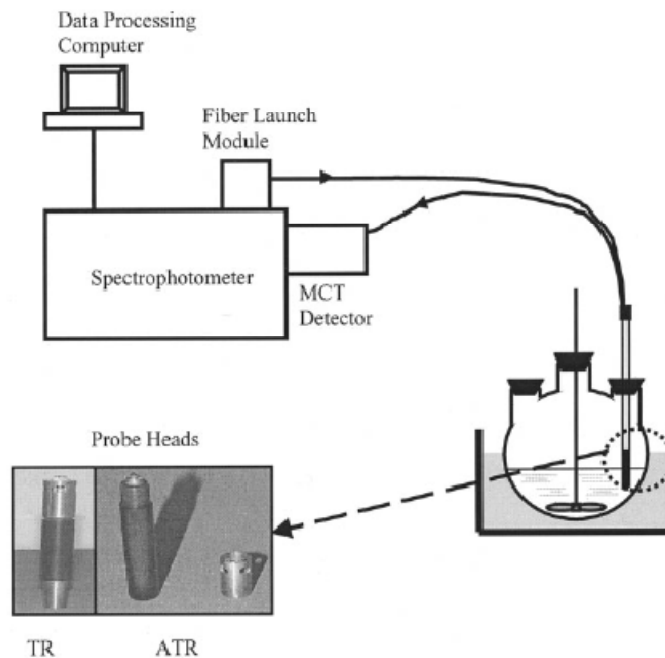 Data Processing
Computer
Fiber Launch
Module
Spectrophotometer
MCT
Detector
Probe Heads
TR
ATR